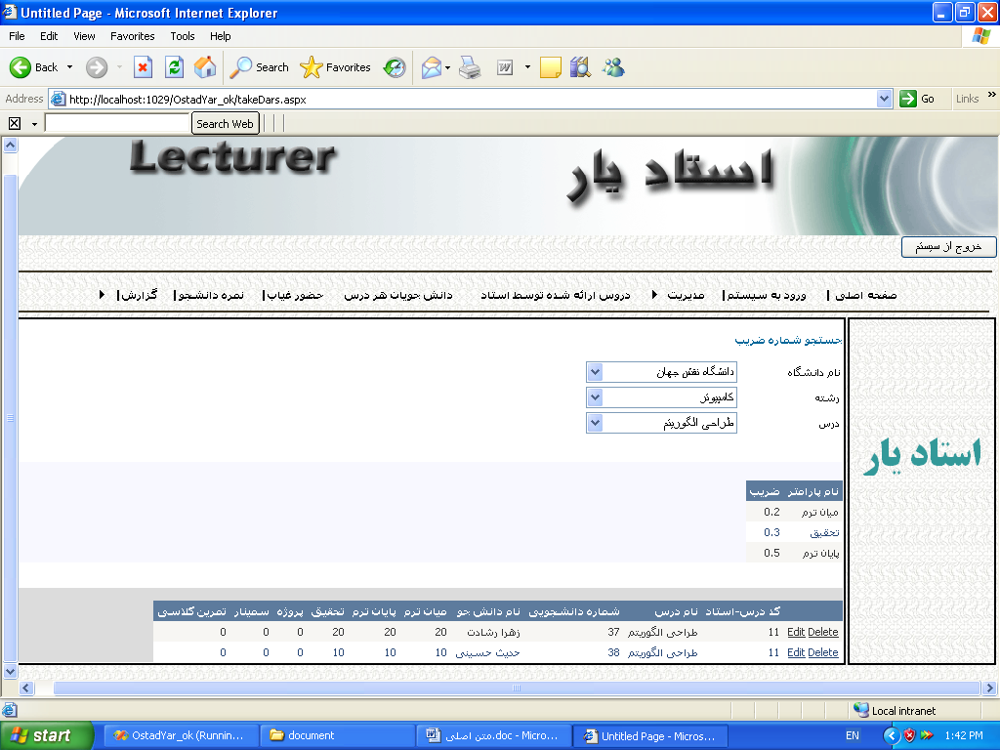 Untitled Page - Microsoft Internet Explorer
File Edit View Favorites Tools Help
Back Search Favorites
Address http://localhost:1029/OstadYar_ok/takeDars.aspx Go Links »
Search Web
Lecturer استاد یار
خروج از سیستم
صفحه اصلی | ورود به سیستم | مدیریت دروس ارائه شده توسط استاد دانش جویان هر درس حضور غیاب | نمره دانشجو | گزارش |
جستجو شماره ضریب
نام دانشگاه دانشگاه نقش جهان
رشته کامپیوتر
درس طراحی الگوریتم
استاد یار
نام پارامتر ضریب
میان ترم 0.2
تحقیق 0.3
پایان ترم 0.5
کد درس-استاد نام درس شماره دانشجویی نام دانش جو میان ترم پایان ترم تحقیق پروژه سمینار تمرین کلاسی
Edit Delete 11 طراحی الگوریتم 37 زهرا رشادت 20 20 20 0 0 0
Edit Delete 11 طراحی الگوریتم 38 حدیث حسینی 10 10 10 0 0 0
Local intranet
start OstadYar_ok (Runnin... document متن اصلی.doc - Micro... Untitled Page - Micros... EN 1:42 PM